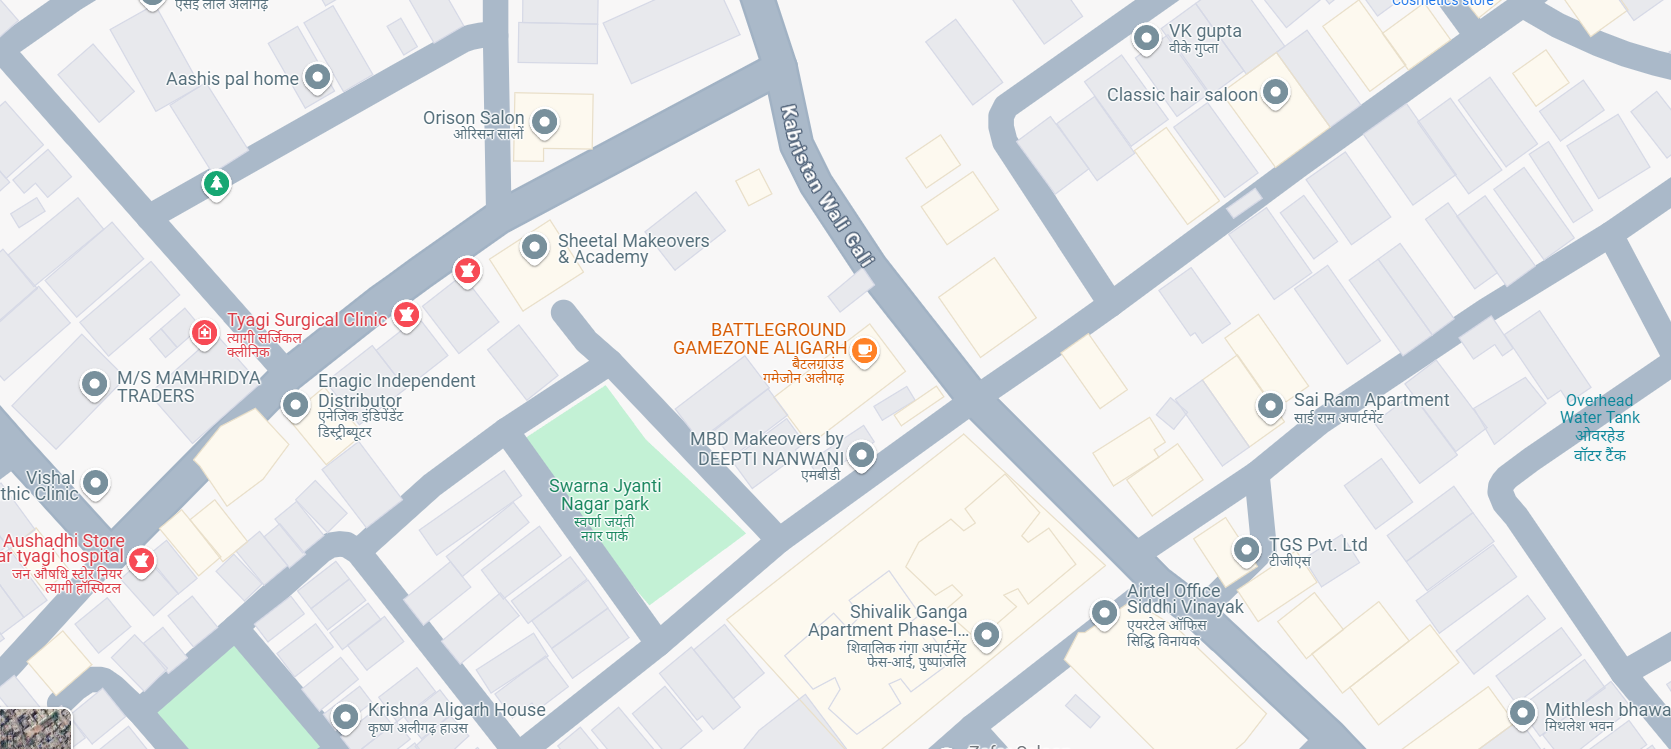 एसई लाल अलीगढ़
Cosmetics store
VK gupta
वीके गुप्ता
Aashis pal home
Classic hair saloon
Orison Salon
ओरिसन सालों
Kabristan Wali Gali
Sheetal Makeovers
& Academy
Tyagi Surgical Clinic
त्यागी सर्जिकल
क्लीनिक
BATTLEGROUND
GAMEZONE ALIGARH
बैटलग्राउंड
गमेजोन अलीगढ़
M/S MAMHRIDYA
TRADERS
Enagic Independent
Distributor
एनेजिक इंडिपेंडेंट
डिस्ट्रीब्यूटर
Sai Ram Apartment
साई राम अपार्टमेंट
Overhead
Water Tank
ओवरहेड
वॉटर टैंक
MBD Makeovers by
DEEPTI NANWANI
एमबीडी
Vishal
thic Clinic
Swarna Jyanti
Nagar park
स्वर्णा जयंती
नगर पार्क
Aushadhi Store
ar tyagi hospital
जन औषधि स्टोर नियर
त्यागी हॉस्पिटल
TGS Pvt. Ltd
टीजीएस
Airtel Office
Siddhi Vinayak
एयरटेल ऑफिस
सिद्धि विनायक
Shivalik Ganga
Apartment Phase-I...
शिवालिक गंगा अपार्टमेंट
फेस-आई, पुष्पांजलि
Krishna Aligarh House
कृष्ण अलीगढ़ हाउस
Mithlesh bhawa
मिथलेश भवन